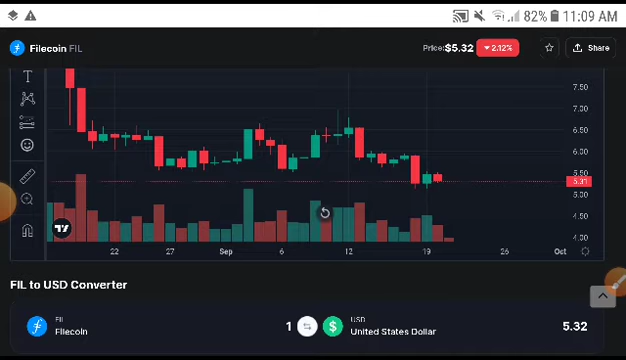 82% 11:09 AM
Filecoin FIL
Price: $5.32 ▼2.12%
Share
T
7.50
7.00
6.50
6.00
5.50
5.31
5.00
4.50
4.00
22 27 Sep 6 12 19 26 Oct
FIL to USD Converter
FIL
Filecoin
1
USD
United States Dollar
5.32